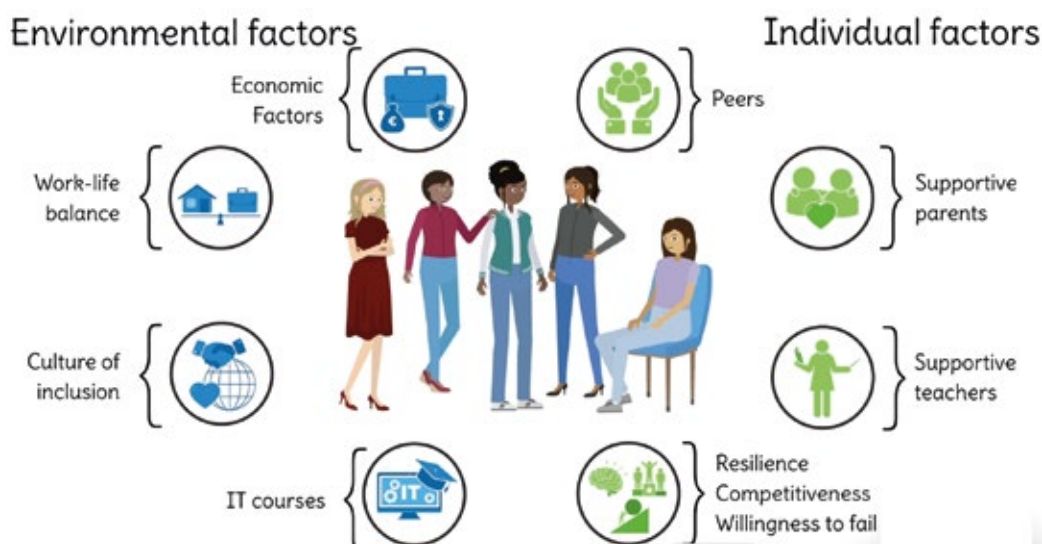 Environmental factors
Individual factors
Economic
Factors
Peers
Work-life
balance
Supportive
parents
Culture of
inclusion
Supportive
teachers
IT courses
IT
Resilience
Competitiveness
Willingness to fail